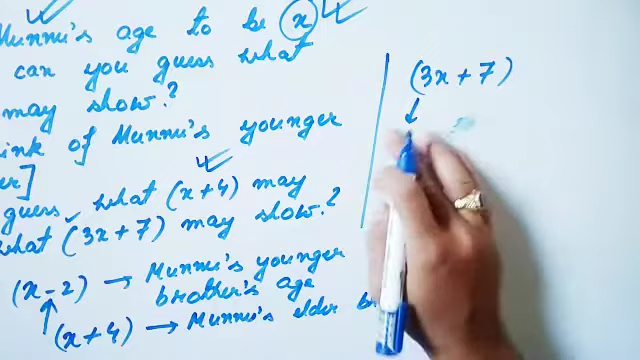 Munnu's age to be x
can you guess what
may show?
ink of Munnu's younger
er]
guess, what (x+4) may
what (3x+7) may show?
(x-2) → Munnu's younger
brother's age
(x+4) → Munnu's elder b
(3x+7)